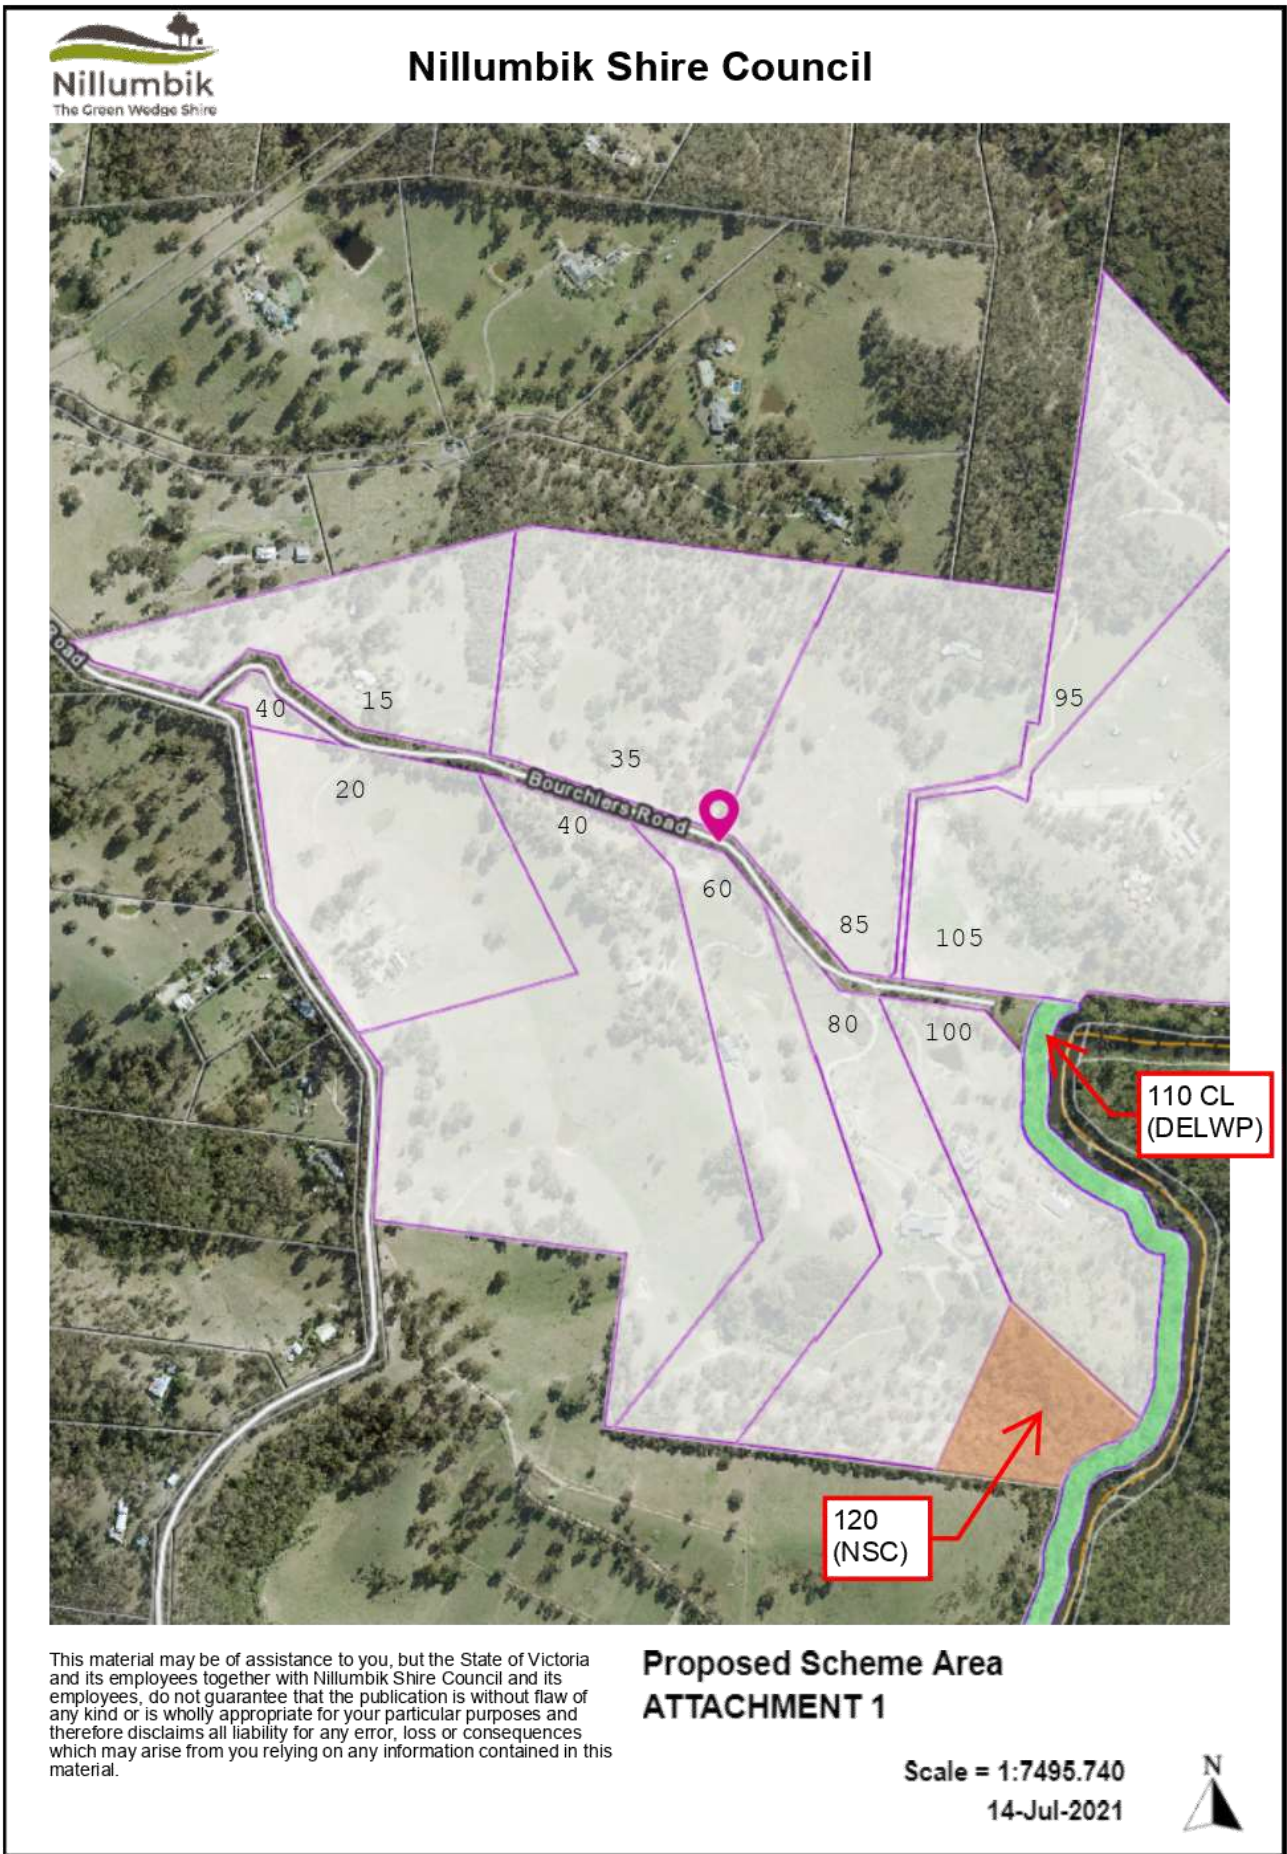 Nillumbik
The Green Wedge Shire
Nillumbik Shire Council
Road
40
15
35
95
20
Bourchiers Road
40
60
85
105
80
100
110 CL
(DELWP)
120
(NSC)
This material may be of assistance to you, but the State of Victoria
and its employees together with Nillumbik Shire Council and its
employees, do not guarantee that the publication is without flaw of
any kind or is wholly appropriate for your particular purposes and
therefore disclaims all liability for any error, loss or consequences
which may arise from you relying on any information contained in this
material.
Proposed Scheme Area
ATTACHMENT 1
Scale = 1:7495.740
14-Jul-2021
N